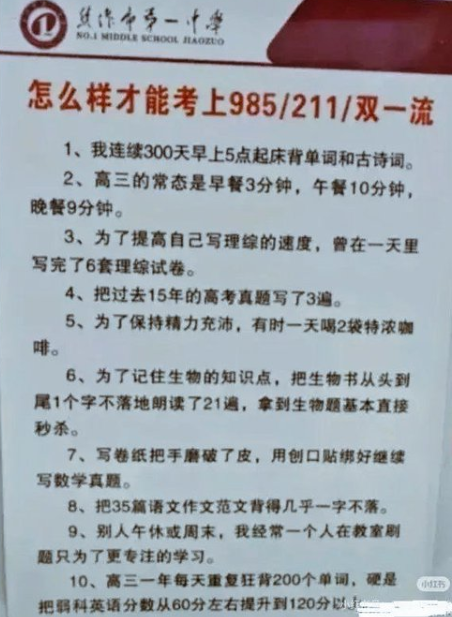 焦作市第一中学
NO.1 MIDDLE SCHOOL JIAOZUO
怎么样才能考上985/211/双一流
1、我连续300天早上5点起床背单词和古诗词。
2、高三的常态是早餐3分钟，午餐10分钟，
晚餐9分钟。
3、为了提高自己写理综的速度，曾在一天里
写完了6套理综试卷。
4、把过去15年的高考真题写了3遍。
5、为了保持精力充沛，有时一天喝2袋特浓咖
啡。
6、为了记住生物的知识点，把生物书从头到
尾1个字不落地朗读了21遍，拿到生物题基本直接
秒杀。
7、写卷纸把手磨破了皮，用创口贴绑好继续
写数学真题。
8、把35篇语文作文范文背得几乎一字不落。
9、别人午休或周末，我经常一个人在教室刷
题只为了更专注的学习。
10、高三一年每天重复狂背200个单词，硬是
把弱科英语分数从60分左右提升到120分以
小红书